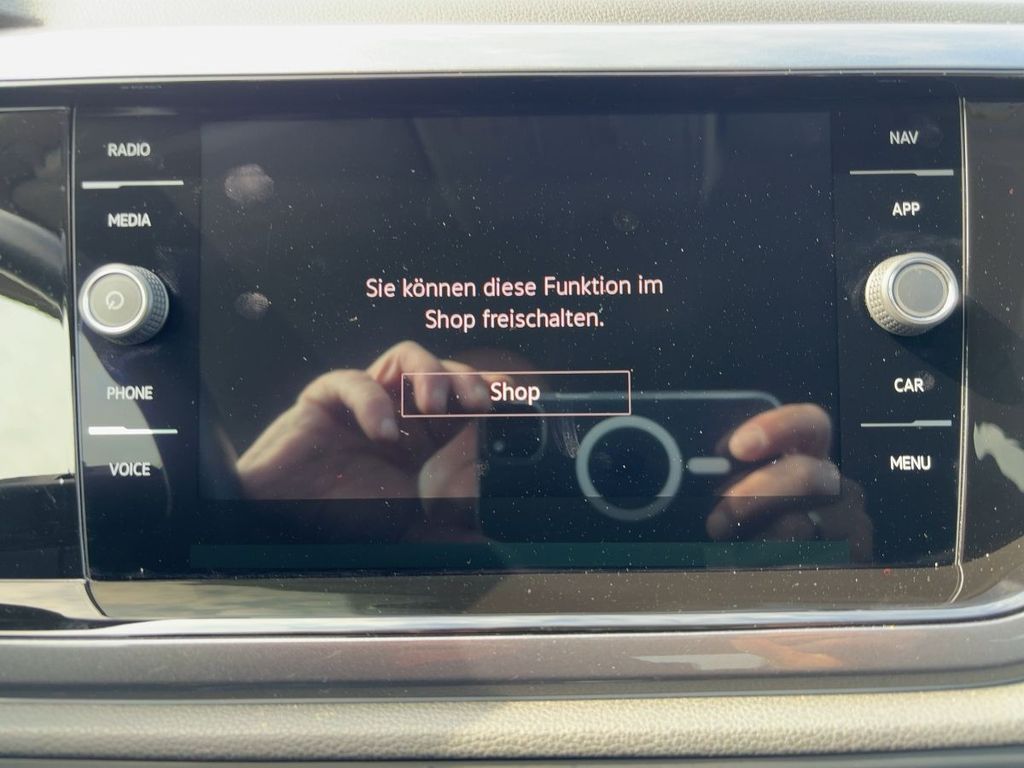 RADIO
MEDIA
PHONE
VOICE
Sie können diese Funktion im
Shop freischalten.
Shop
NAV
APP
CAR
MENU